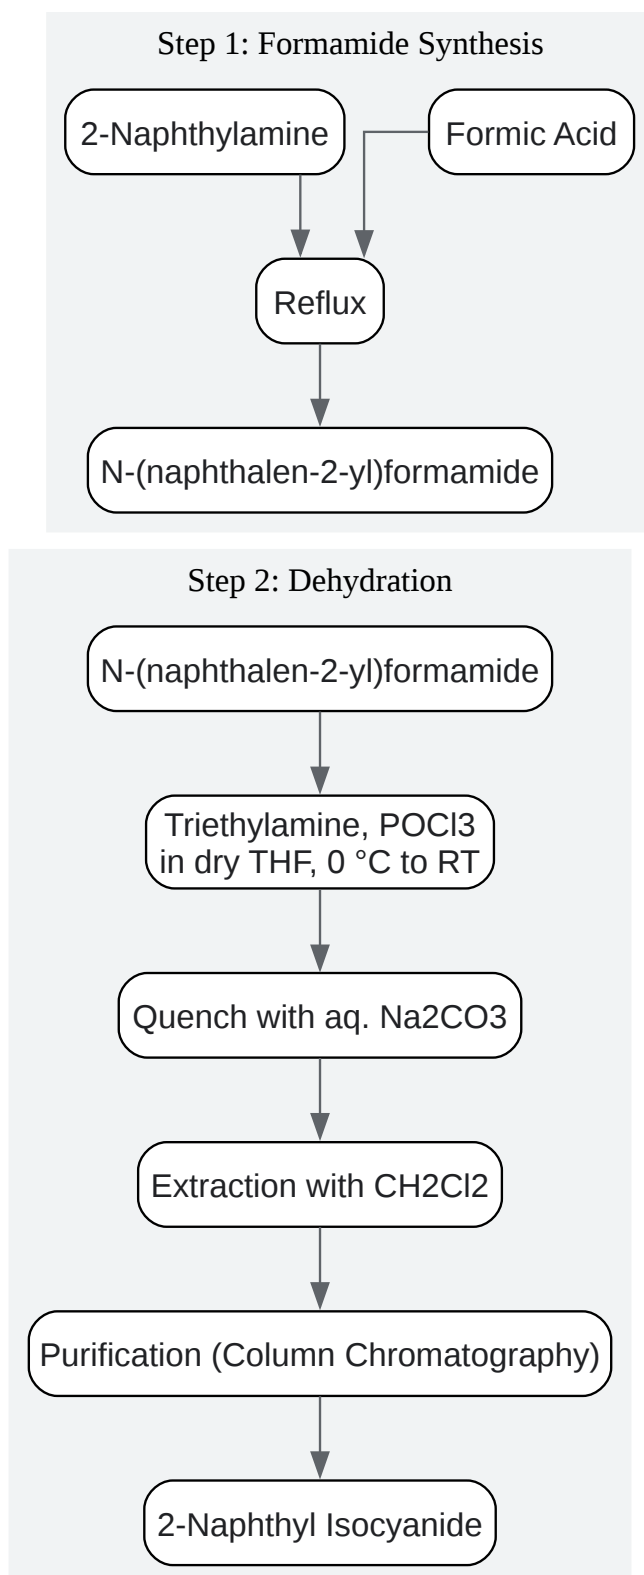 Step 1: Formamide Synthesis
2-Naphthylamine
Formic Acid
Reflux
N-(naphthalen-2-yl)formamide
Step 2: Dehydration
N-(naphthalen-2-yl)formamide
Triethylamine, POCl3
in dry THF, 0 °C to RT
Quench with aq. Na2CO3
Extraction with CH2Cl2
Purification (Column Chromatography)
2-Naphthyl Isocyanide